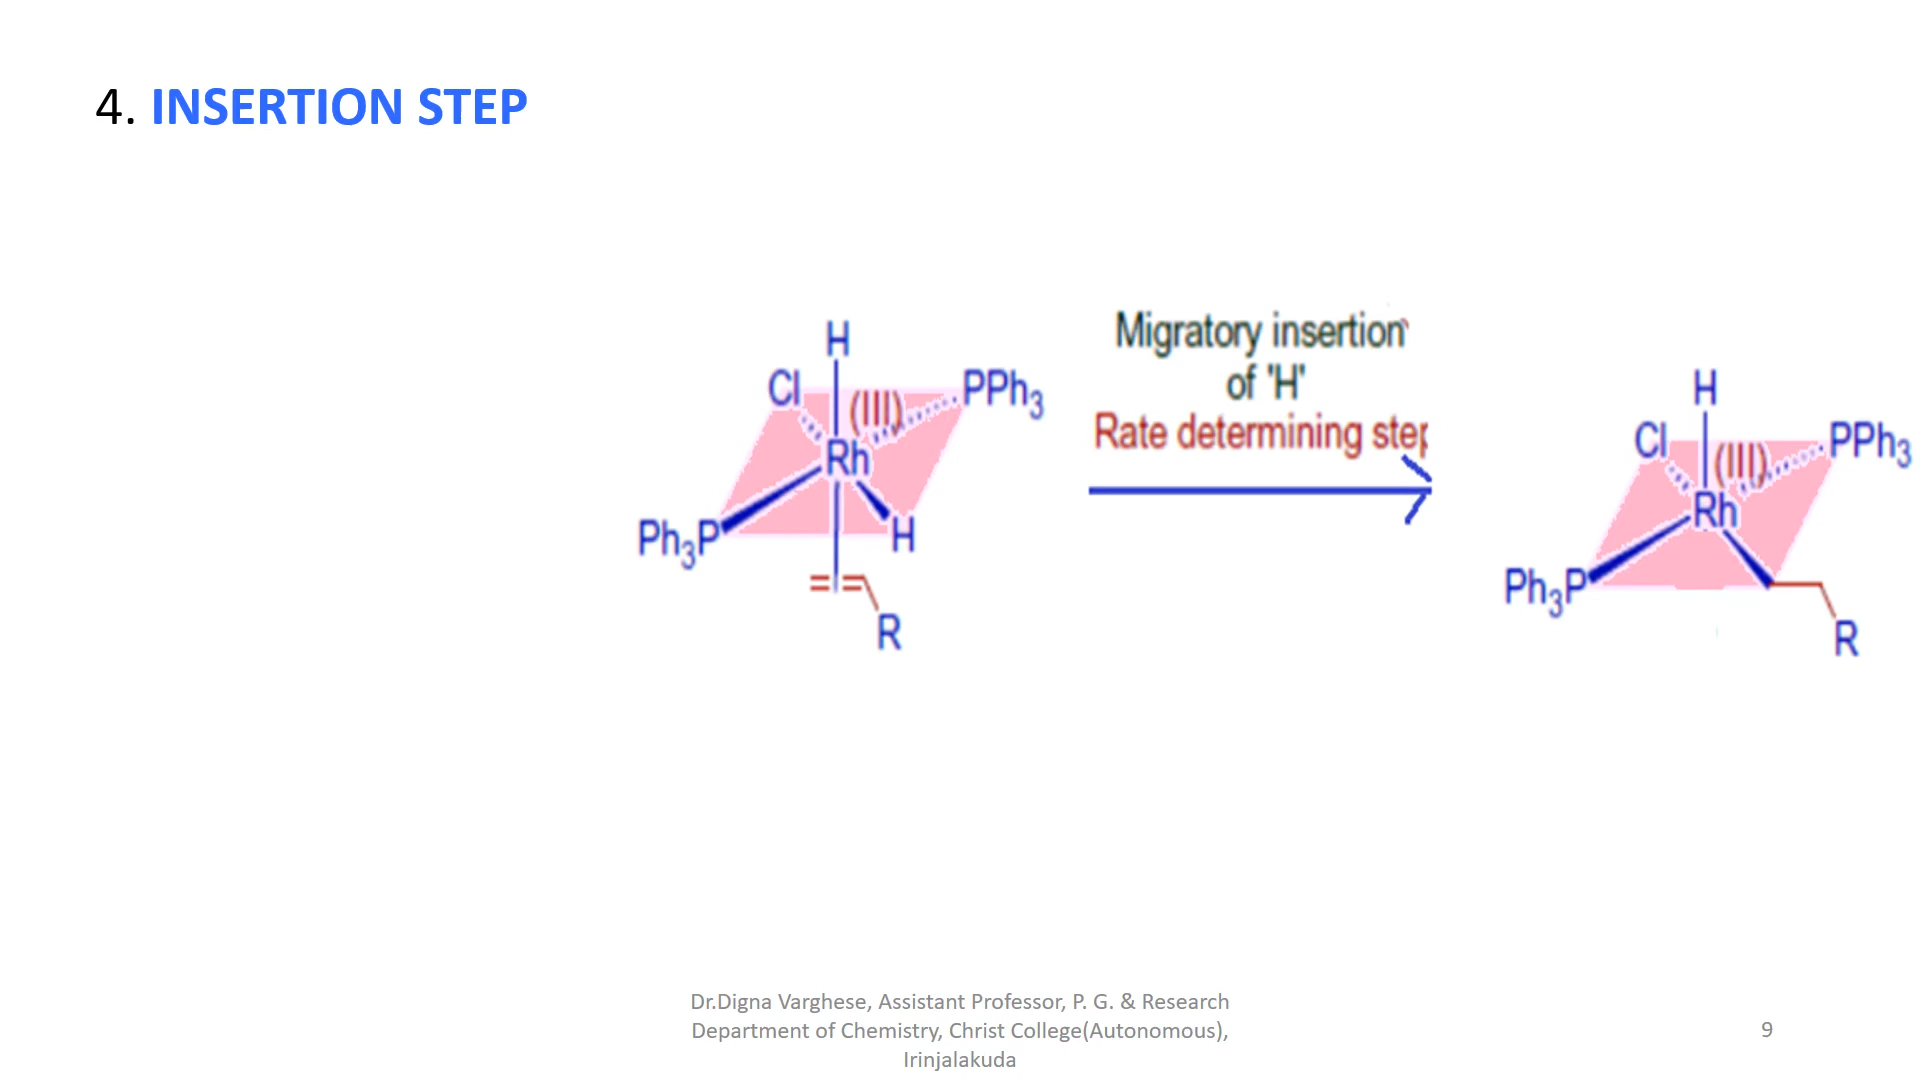 4. INSERTION STEP
H
Cl
(III)
PPh3
Rh
Ph3P
H
R
Migratory insertion
of 'H'
Rate determining step
H
Cl
(III)
PPh3
Rh
Ph3P
R
Dr.Digna Varghese, Assistant Professor, P. G. & Research
Department of Chemistry, Christ College(Autonomous),
Irinjalakuda
9